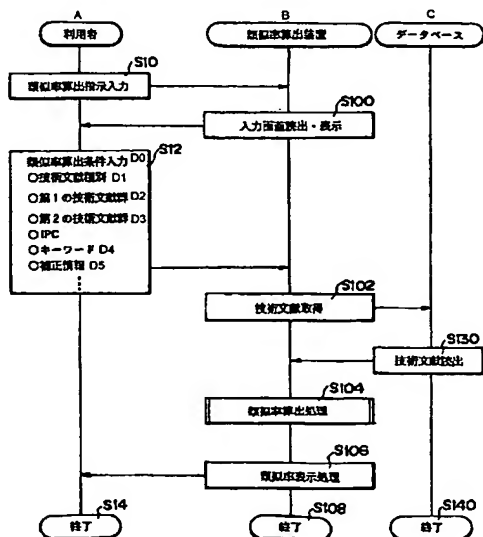 A
B
C
利用者
類似率算出装置
データベース
S10
類似率算出指示入力
S100
入力画面読出・表示
S12
類似率算出条件入力 D0
○技術文献種別 D1
○第1の技術文献群 D2
○第2の技術文献群 D3
○IPC
○キーワード D4
○補正情報 D5
S102
技術文献取得
S130
技術文献読出
S104
類似率算出処理
S106
類似率表示処理
S14
終了
S108
終了
S140
終了